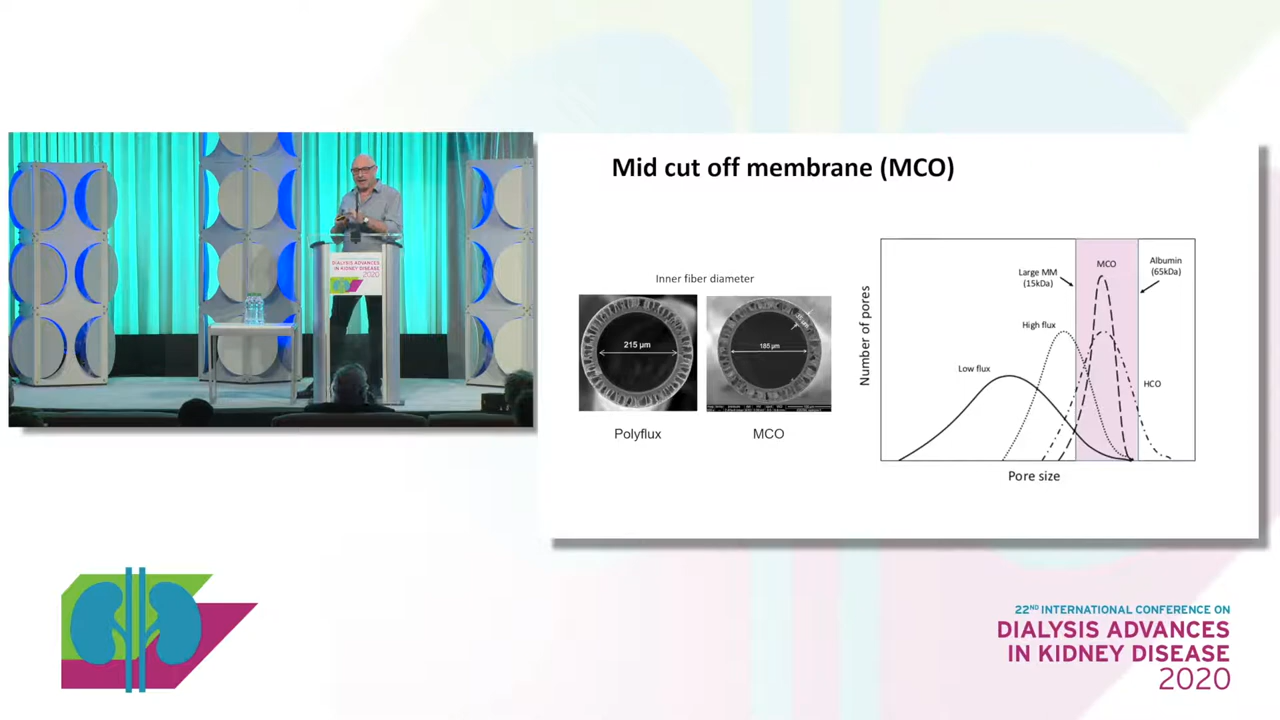 DIALYSIS ADVANCES
IN KIDNEY DISEASE
2020
Mid cut off membrane (MCO)
Inner fiber diameter
215 µm
185 µm
35 µm
Polyflux
MCO
Number of pores
Low flux
High flux
Large MM
(15kDa)
MCO
Albumin
(65kDa)
HCO
Pore size
22ND INTERNATIONAL CONFERENCE ON
DIALYSIS ADVANCES
IN KIDNEY DISEASE
2020